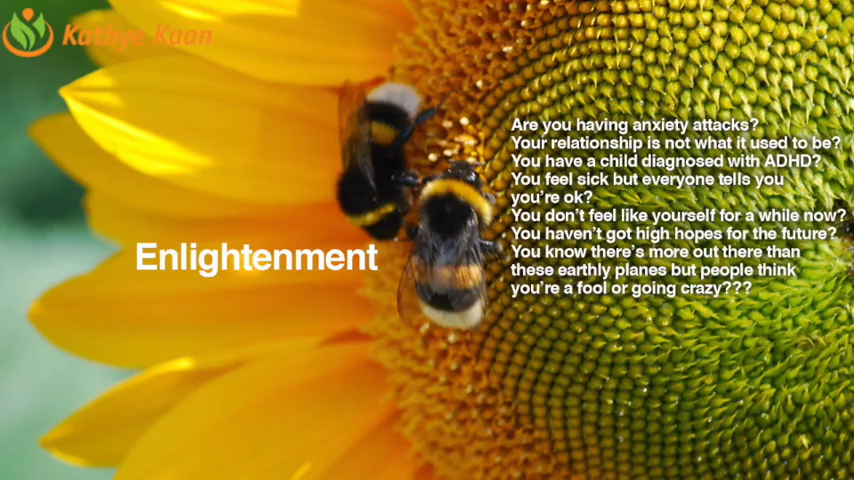 Kathye Kaan
Enlightenment
Are you having anxiety attacks?
Your relationship is not what it used to be?
You have a child diagnosed with ADHD?
You feel sick but everyone tells you
you're ok?
You don't feel like yourself for a while now?
You haven't got high hopes for the future?
You know there's more out there than
these earthly planes but people think
you're a fool or going crazy???